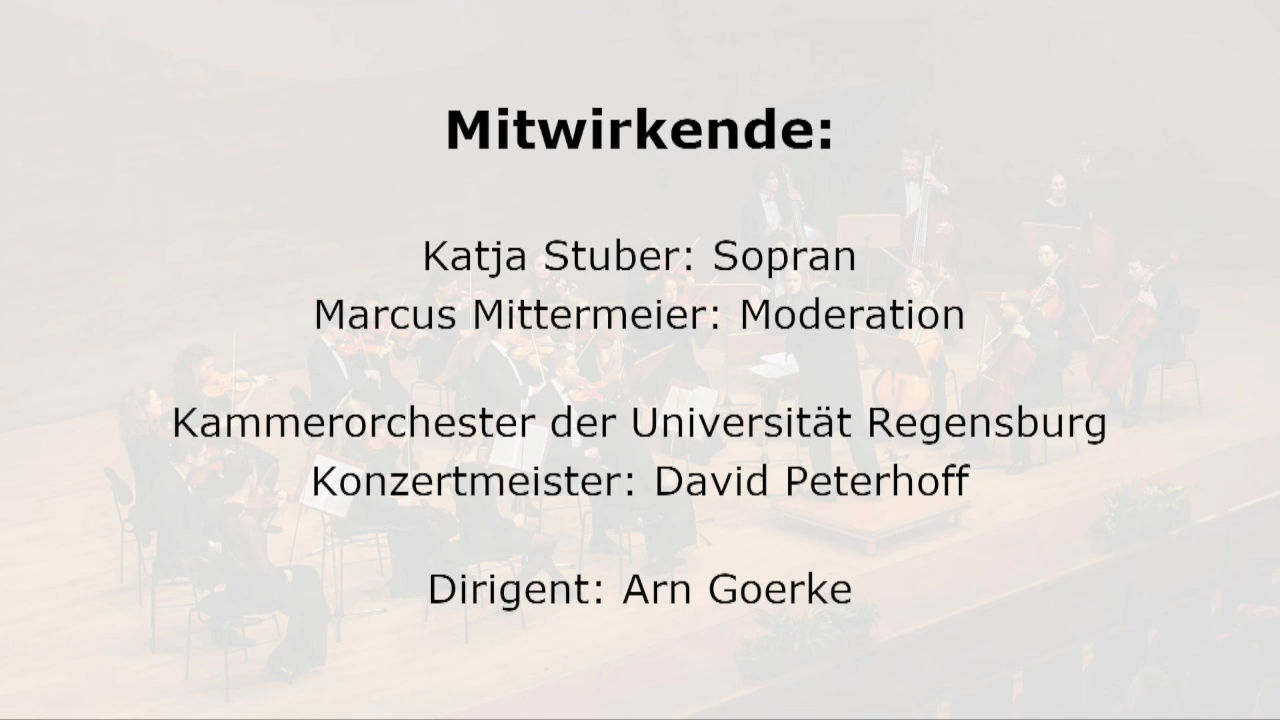 Mitwirkende:
Katja Stuber: Sopran
Marcus Mittermeier: Moderation
Kammerorchester der Universität Regensburg
Konzertmeister: David Peterhoff
Dirigent: Arn Goerke